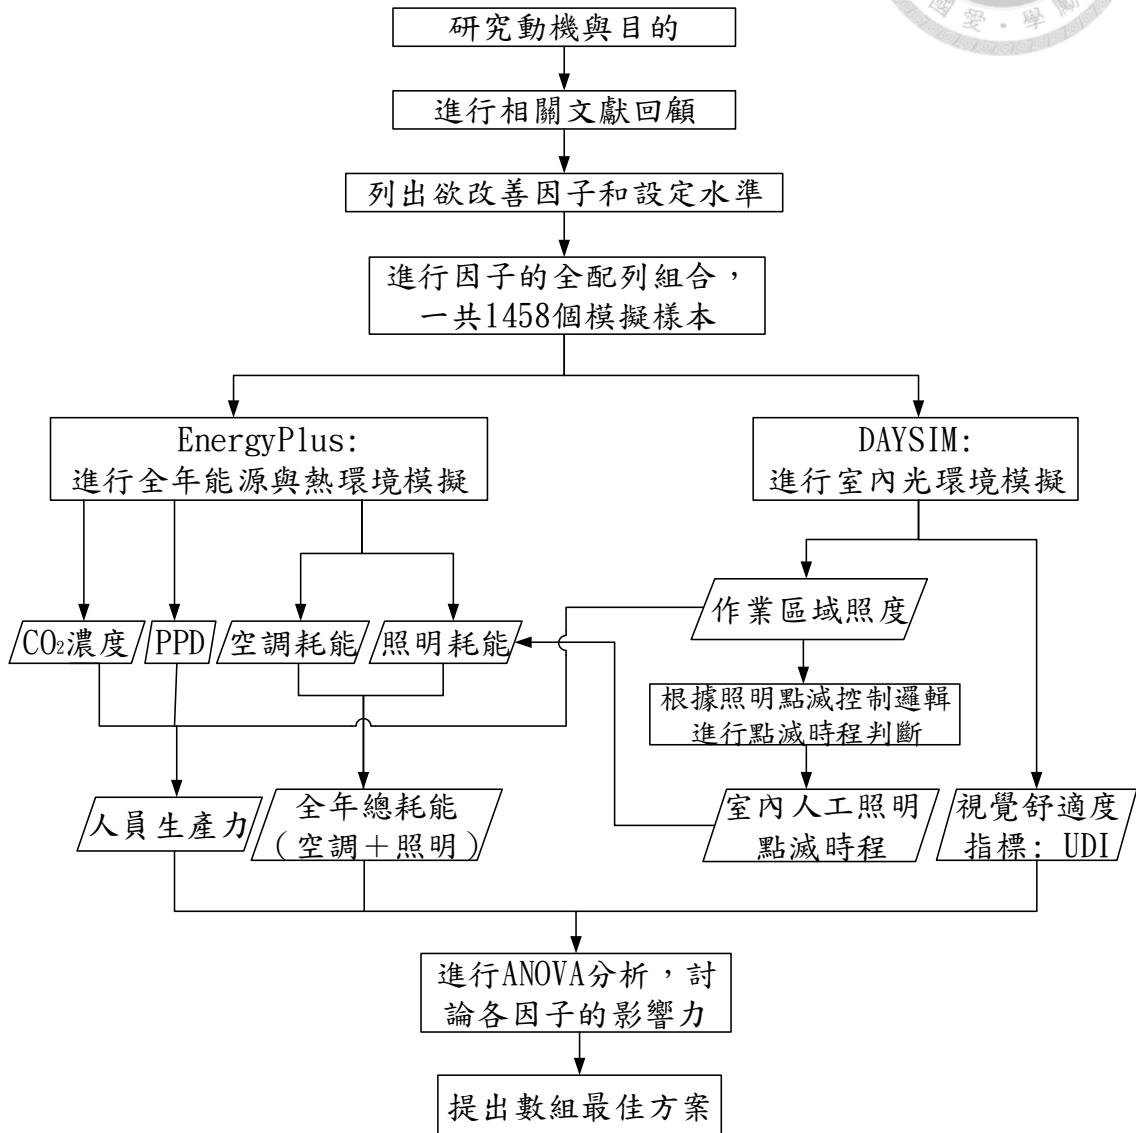 國愛·學勵
研究動機與目的
進行相關文獻回顧
列出欲改善因子和設定水準
進行因子的全配列組合，
一共1458個模擬樣本
EnergyPlus:
進行全年能源與熱環境模擬
DAYSIM:
進行室內光環境模擬
作業區域照度
CO₂濃度
PPD
空調耗能
照明耗能
根據照明點滅控制邏輯
進行點滅時程判斷
人員生產力
全年總耗能
（空調＋照明）
室內人工照明
點滅時程
視覺舒適度
指標: UDI
進行ANOVA分析，討
論各因子的影響力
提出數組最佳方案